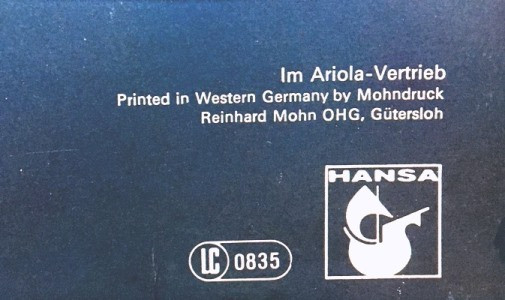 Im Ariola-Vertrieb
Printed in Western Germany by Mohndruck
Reinhard Mohn OHG, Gütersloh
HANSA
LC 0835